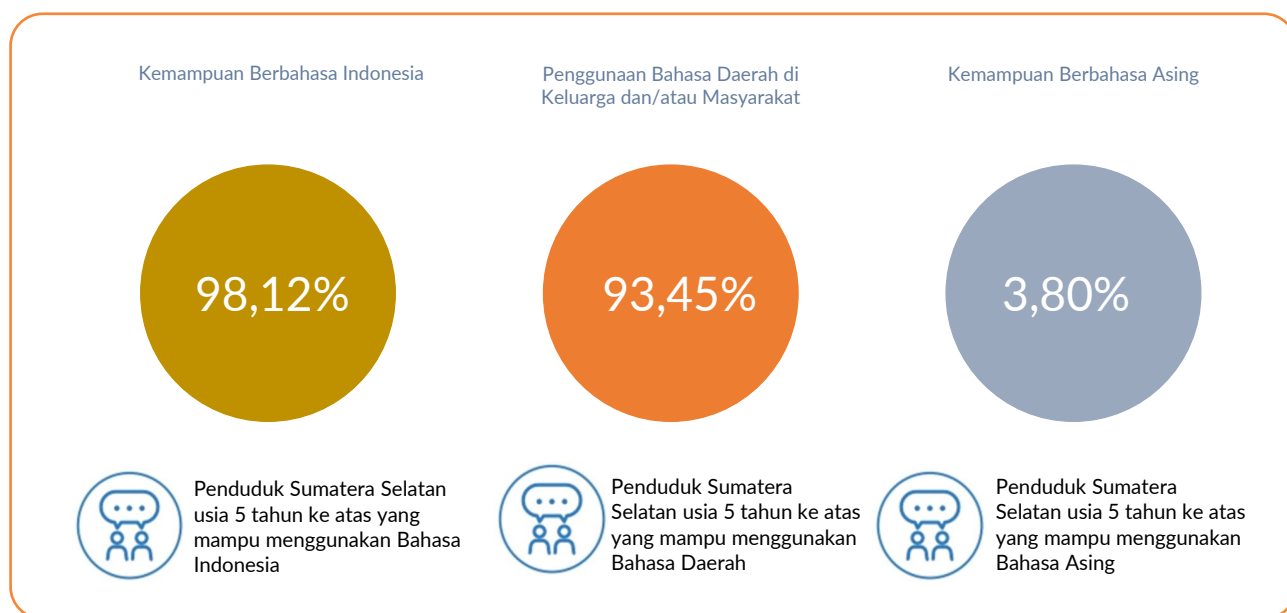 Kemampuan Berbahasa Indonesia
Penggunaan Bahasa Daerah di
Keluarga dan/atau Masyarakat
Kemampuan Berbahasa Asing
98,12%
93,45%
3,80%
Penduduk Sumatera Selatan
usia 5 tahun ke atas yang
mampu menggunakan Bahasa
Indonesia
Penduduk Sumatera
Selatan usia 5 tahun ke atas
yang mampu menggunakan
Bahasa Daerah
Penduduk Sumatera
Selatan usia 5 tahun ke atas
yang mampu menggunakan
Bahasa Asing